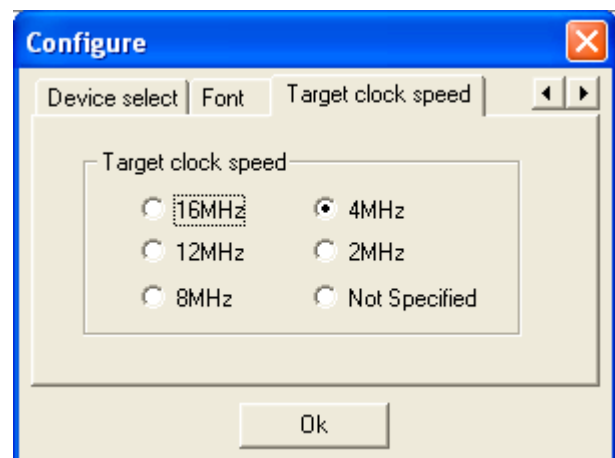 Configure
Device select Font Target clock speed
Target clock speed
16MHz 4MHz
12MHz 2MHz
8MHz Not Specified
Ok